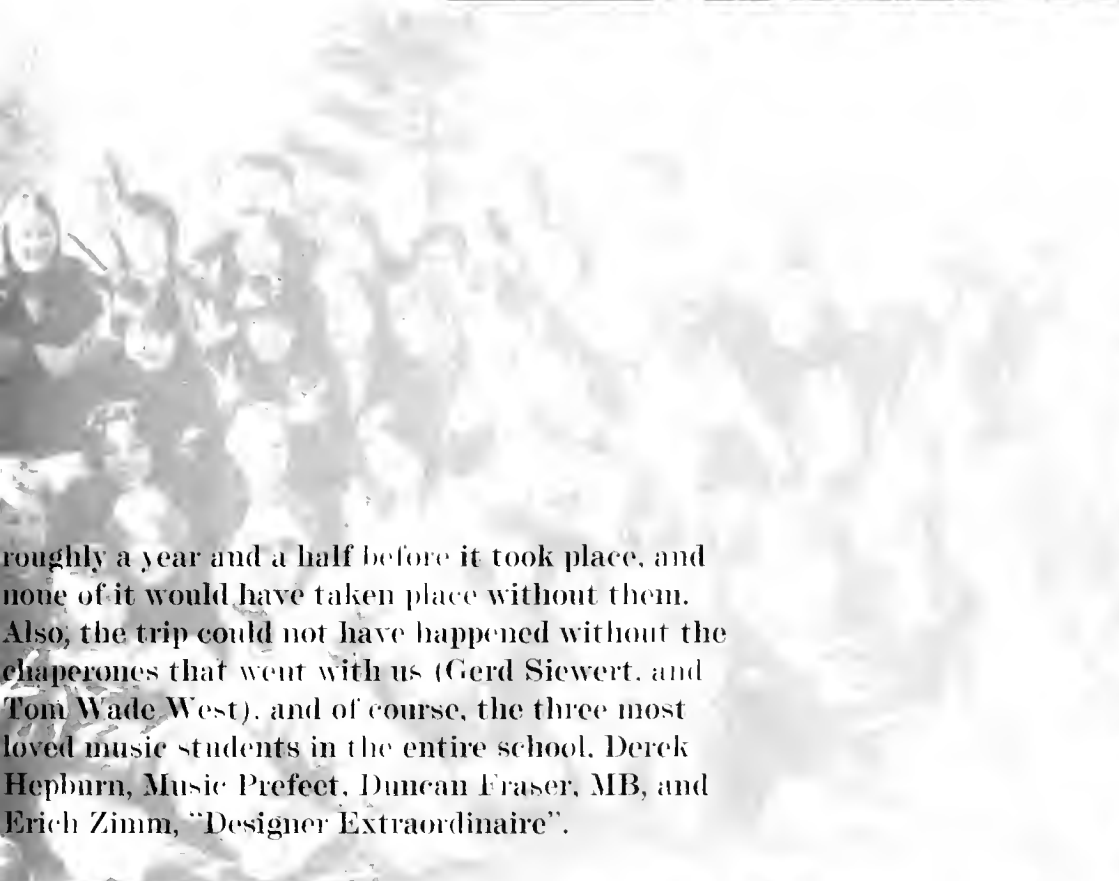 roughly a year and a half before it took place, and
none of it would have taken place without them.
Also, the trip could not have happened without the
chaperones that went with us (Gerd Siewert, and
Tom Wade West), and of course, the three most
loved music students in the entire school, Derek
Hepburn, Music Prefect, Duncan Fraser, MB, and
Erich Zimm, “Designer Extraordinaire”.